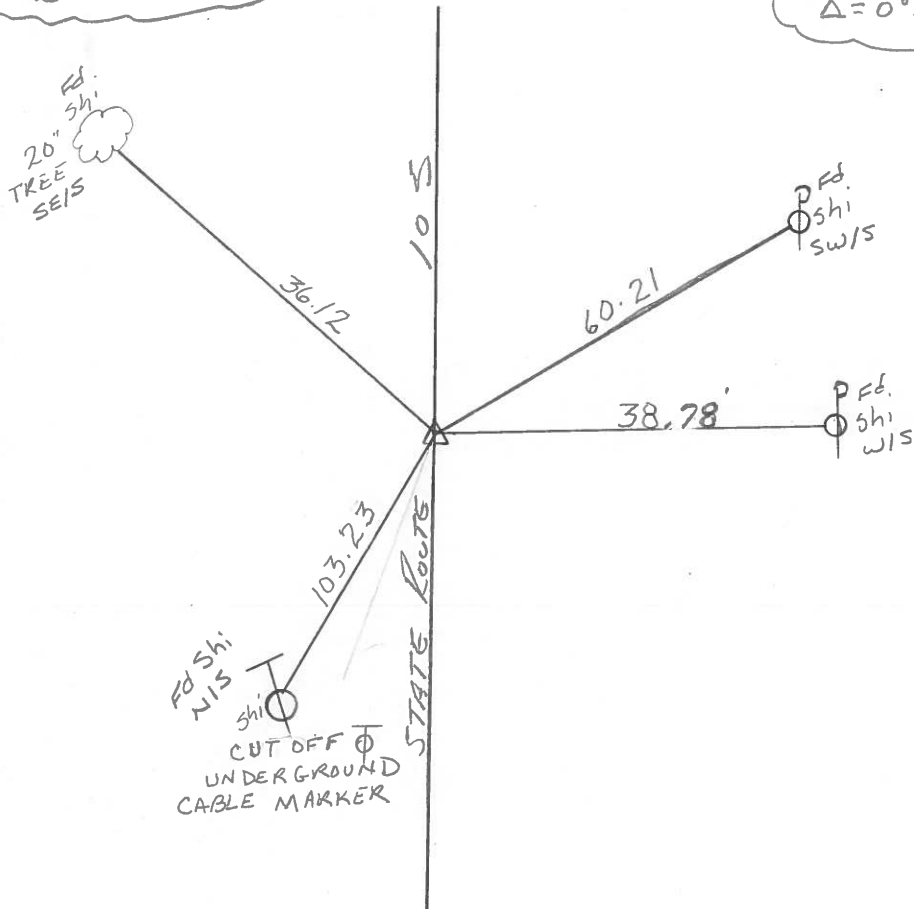 Δ = 0°
Fd.
Shi
20"
TREE
SE/S
36.12
STATE ROUTE 10 S
P Fd.
Shi
SW/S
60.21
38.78'
P Fd.
Shi
W/S
103.23
Fd Shi
N/S
Shi
CUT OFF
UNDERGROUND
CABLE MARKER